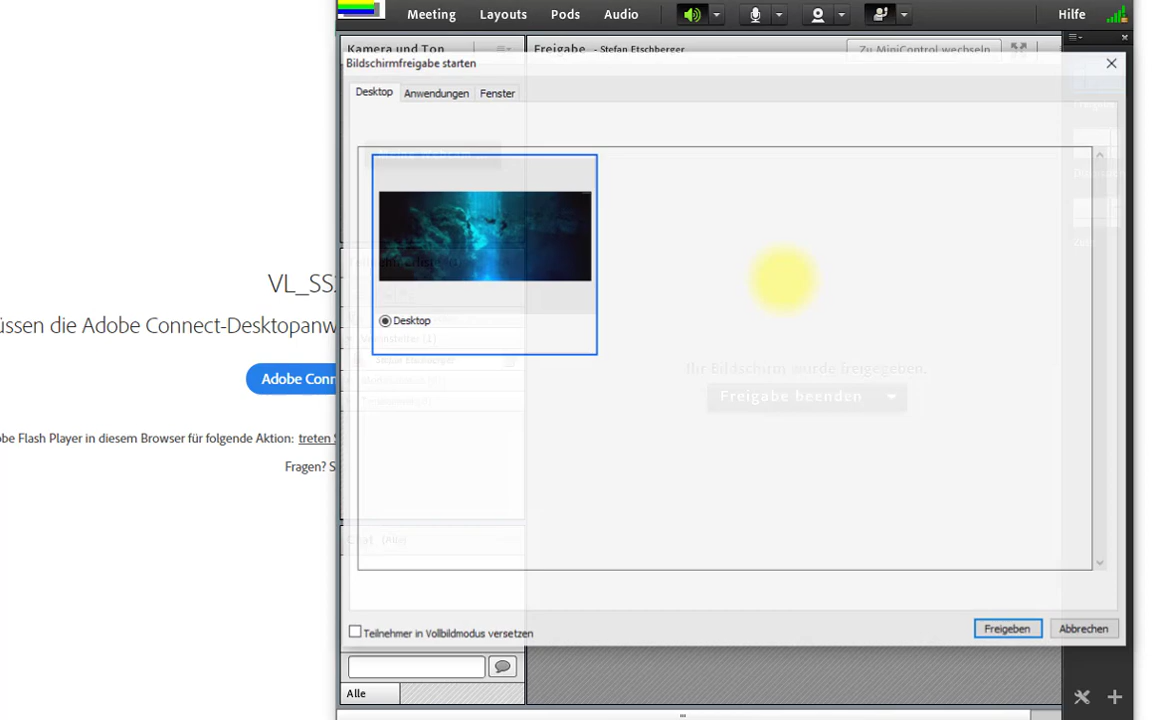 Meeting Layouts Pods Audio Hilfe
Kamera und Ton
Freigabe - Stefan Etschberger
Zu MiniControl wechseln
Bildschirmfreigabe starten
Desktop Anwendungen Fenster
Desktop
VL_SS
üssen die Adobe Connect-Desktopanw
Adobe Conn
obe Flash Player in diesem Browser für folgende Aktion: treten S
Fragen? S
Ihr Bildschirm wurde freigegeben.
Freigabe beenden
Chat
Teilnehmer in Vollbildmodus versetzen
Freigeben Abbrechen
Alle